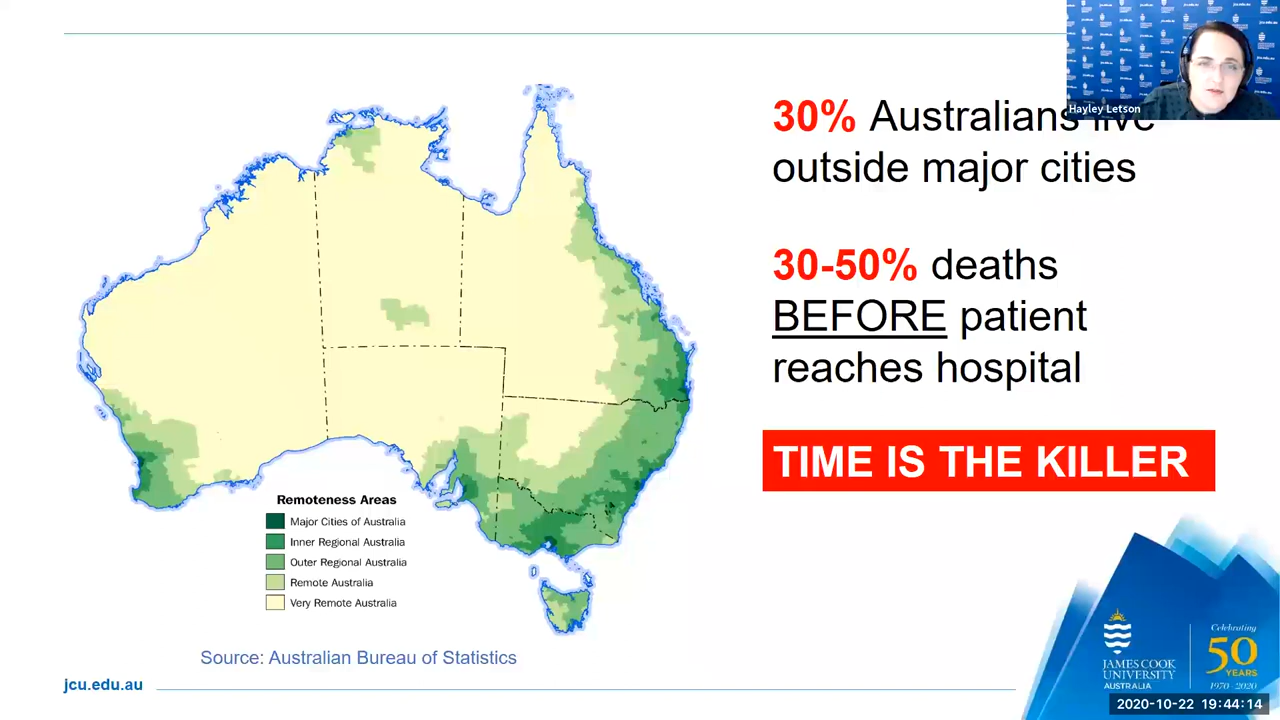 Hayley Letson
30% Australians live
outside major cities
30-50% deaths
BEFORE patient
reaches hospital
TIME IS THE KILLER
Remoteness Areas
Major Cities of Australia
Inner Regional Australia
Outer Regional Australia
Remote Australia
Very Remote Australia
Source: Australian Bureau of Statistics
jcu.edu.au
JAMES COOK
UNIVERSITY
AUSTRALIA
Celebrating
50
YEARS
1970-2020
2020-10-22 19:44:14